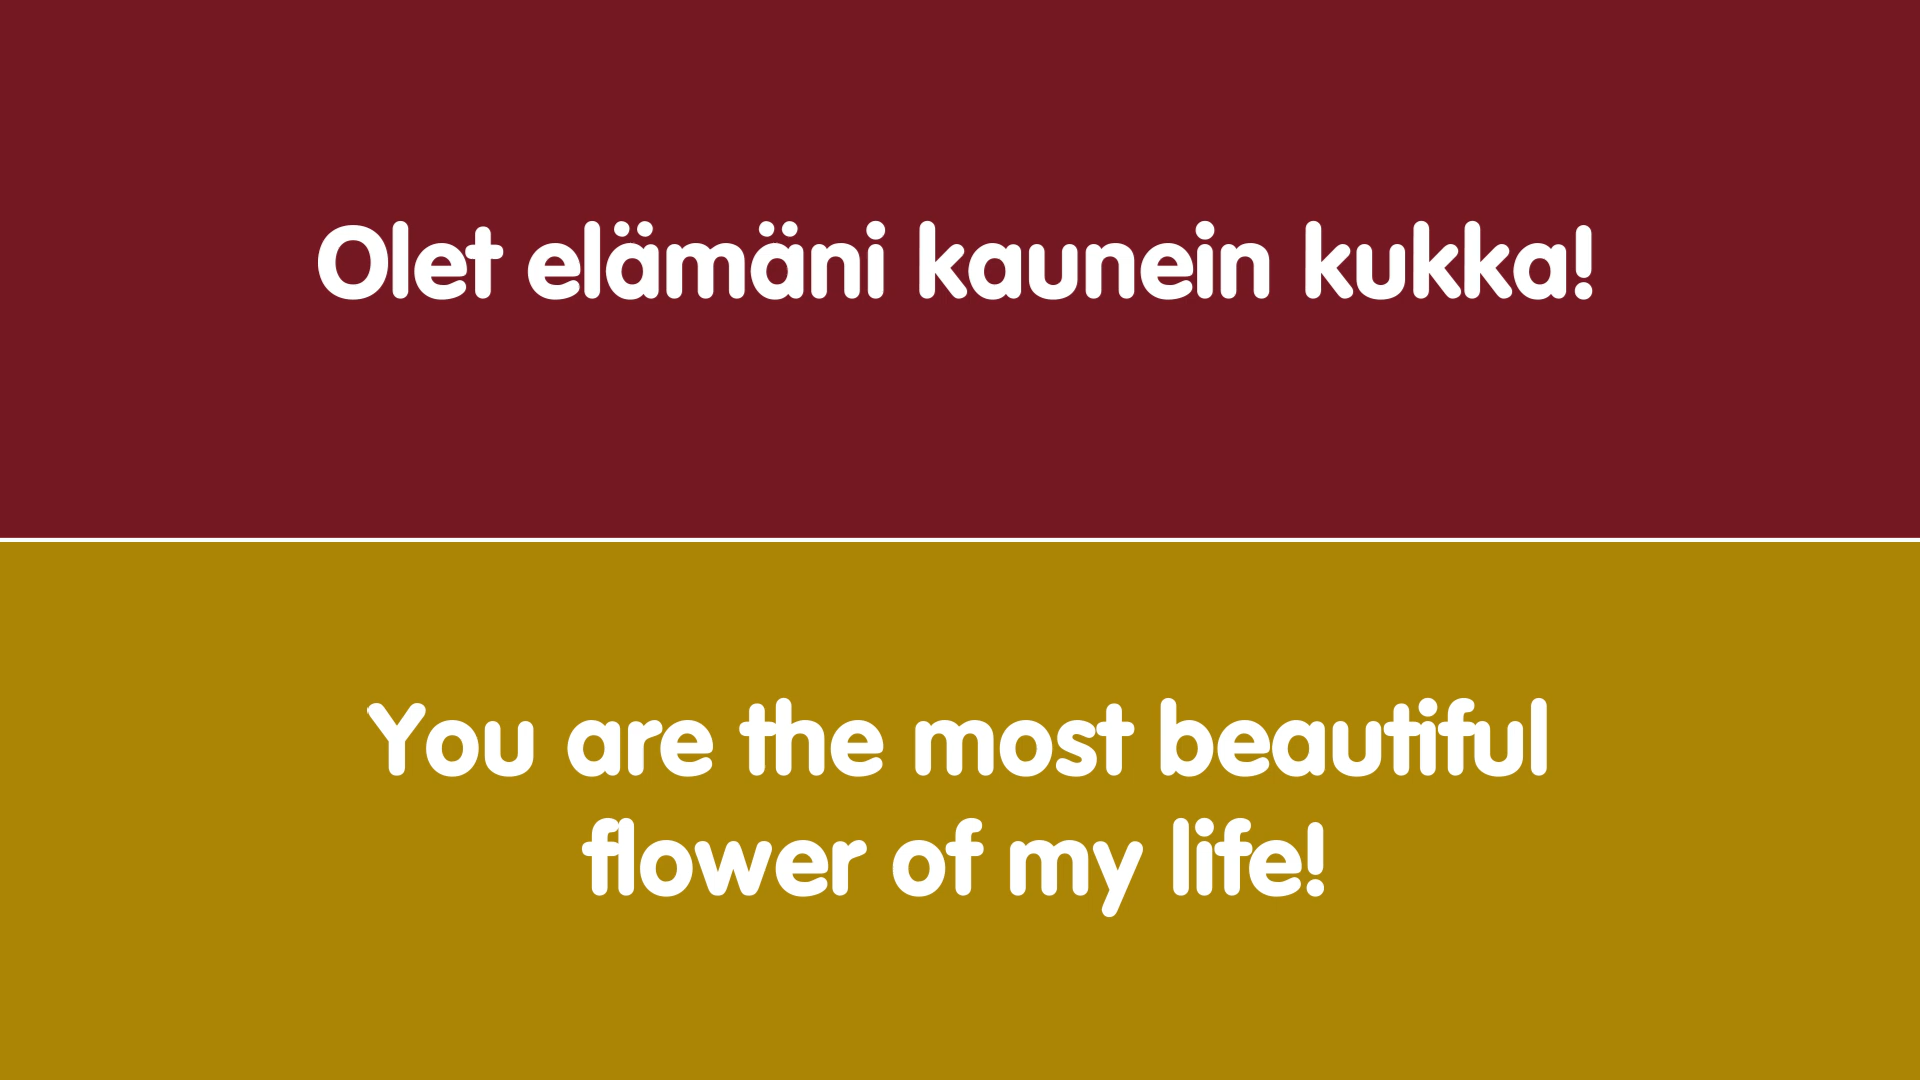 Olet elämäni kaunein kukka!
You are the most beautiful
flower of my life!